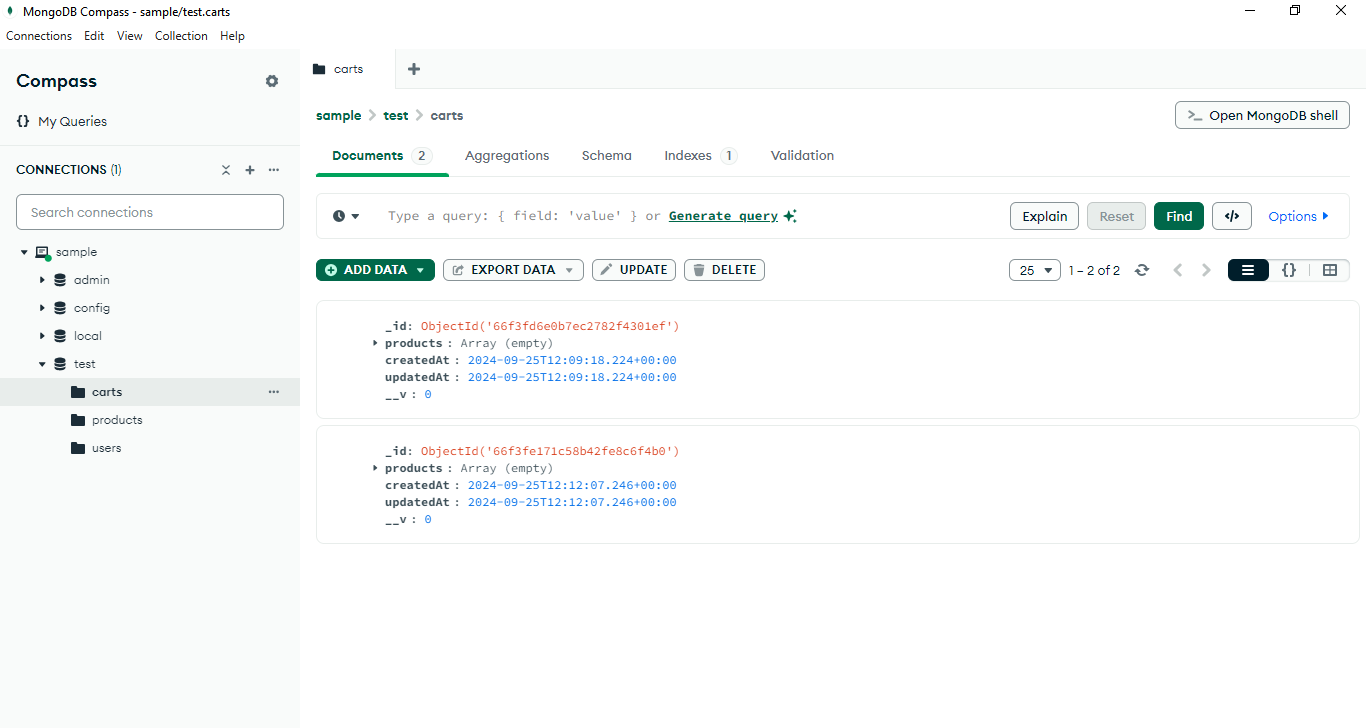 MongoDB Compass - sample/test.carts
Connections Edit View Collection Help
Compass
{} My Queries
CONNECTIONS (1)
Search connections
sample
admin
config
local
test
carts
products
users
carts
sample > test > carts
>_ Open MongoDB shell
Documents 2 Aggregations Schema Indexes 1 Validation
Type a query: { field: 'value' } or Generate query
Explain Reset Find </> Options
ADD DATA EXPORT DATA UPDATE DELETE
25 1 – 2 of 2 {}
_id: ObjectId('66f3fd6e0b7ec2782f4301ef')
products : Array (empty)
createdAt : 2024-09-25T12:09:18.224+00:00
updatedAt : 2024-09-25T12:09:18.224+00:00
__v : 0
_id: ObjectId('66f3fe171c58b42fe8c6f4b0')
products : Array (empty)
createdAt : 2024-09-25T12:12:07.246+00:00
updatedAt : 2024-09-25T12:12:07.246+00:00
__v : 0